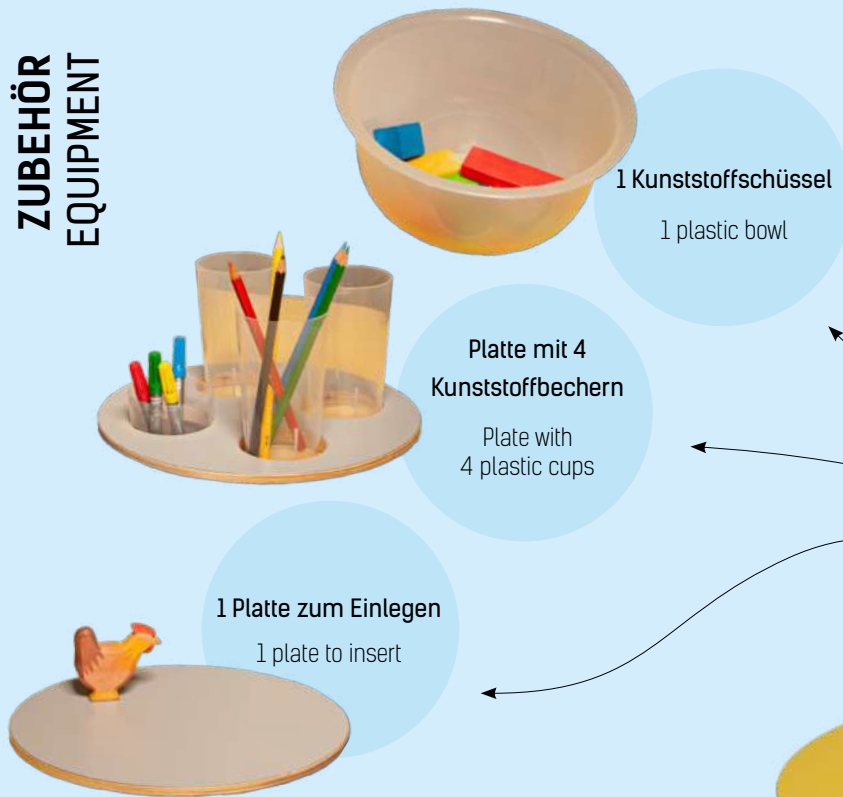 ZUBEHÖR
EQUIPMENT
1 Kunststoffschüssel
1 plastic bowl
Platte mit 4
Kunststoffbechern
Plate with
4 plastic cups
1 Platte zum Einlegen
1 plate to insert